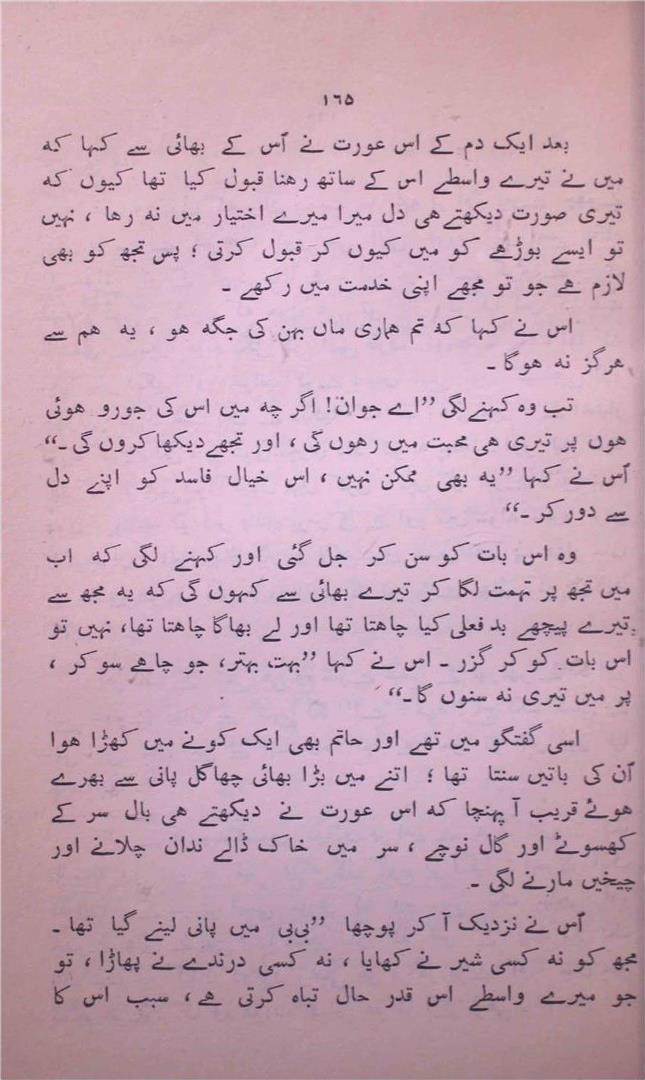 ۱۶۵
بعد ایک دم کے اس عورت نے اُس کے بھائی سے کہا کہ
میں نے تیرے واسطے اس کے ساتھ رہنا قبول کیا تھا کیوں کہ
تیری صورت دیکھتے ہی دل میرا میرے اختیار میں نہ رہا ، نہیں
تو ایسے بوڑھے کو میں کیوں کر قبول کرتی ؛ پس تجھ کو بھی
لازم ہے جو تو مجھے اپنی خدمت میں رکھے ۔
اس نے کہا کہ تم ہماری ماں بہن کی جگہ ہو ، یہ ہم سے
ہرگز نہ ہوگا ۔
تب وہ کہنے لگی ”اے جوان! اگر چہ میں اس کی جورو ہوئی
ہوں پر تیری ہی محبت میں رہوں گی ، اور تجھے دیکھا کروں گی ۔“
اُس نے کہا ”یہ بھی ممکن نہیں ، اس خیال فاسد کو اپنے دل
سے دور کر ۔“
وہ اس بات کو سن کر جل گئی اور کہنے لگی کہ اب
میں تجھ پر تہمت لگا کر تیرے بھائی سے کہوں گی کہ یہ مجھ سے
تیرے پیچھے بد فعلی کیا چاہتا تھا اور لے بھاگا چاہتا تھا، نہیں تو
اس بات کو کر گزر ۔ اس نے کہا ”بہت بہتر، جو چاہے سو کر ،
پر میں تیری نہ سنوں گا ۔“
اسی گفتگو میں تھے اور حاتم بھی ایک کونے میں کھڑا ہوا
اُن کی باتیں سنتا تھا ؛ اتنے میں بڑا بھائی چھاگل پانی سے بھرے
ہوئے قریب آ پہنچا کہ اس عورت نے دیکھتے ہی بال سر کے
کھسوٹے اور گال نوچے ، سر میں خاک ڈالے ندان چلانے اور
چیخیں مارنے لگی ۔
اُس نے نزدیک آ کر پوچھا ”بی بی میں پانی لینے گیا تھا ۔
مجھ کو نہ کسی شیر نے کھایا ، نہ کسی درندے نے پھاڑا ، تو
جو میرے واسطے اس قدر حال تباہ کرتی ہے، سبب اس کا